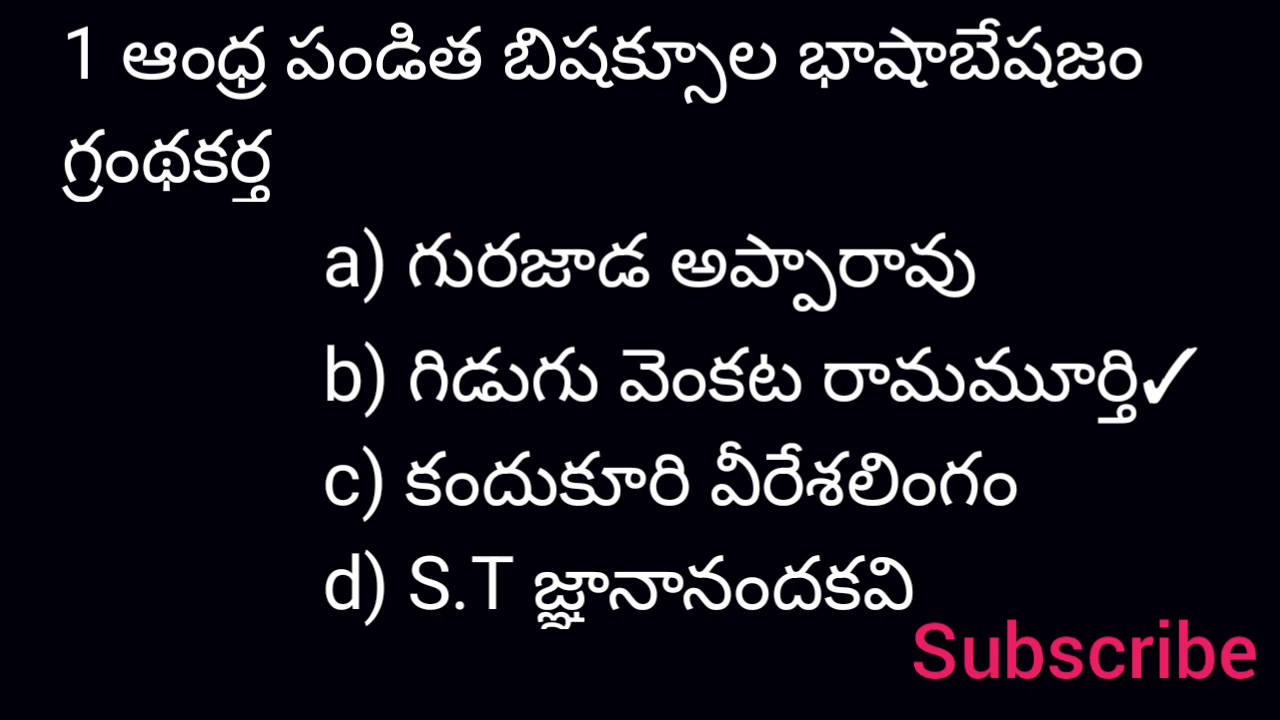 1 ఆంధ్ర పండిత బిషక్సూల భాషాబేషజం
గ్రంథకర్త
a) గురజాడ అప్పారావు
b) గిడుగు వెంకట రామమూర్తి✓
c) కందుకూరి వీరేశలింగం
d) S.T జ్ఞానానందకవి
Subscribe